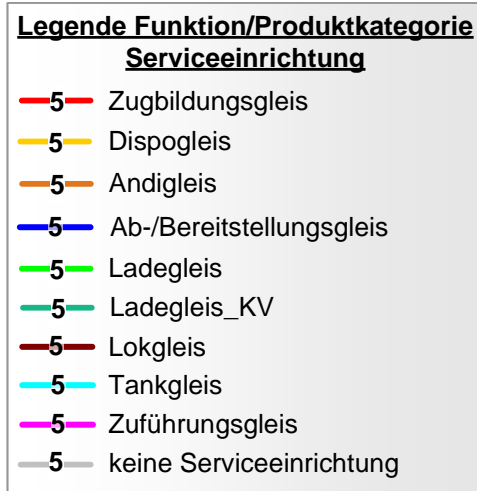 Legende Funktion/Produktkategorie
Serviceeinrichtung
5 Zugbildungsgleis
5 Dispogleis
5 Andigleis
5 Ab-/Bereitstellungsgleis
5 Ladegleis
5 Ladegleis_KV
5 Lokgleis
5 Tankgleis
5 Zuführungsgleis
5 keine Serviceeinrichtung